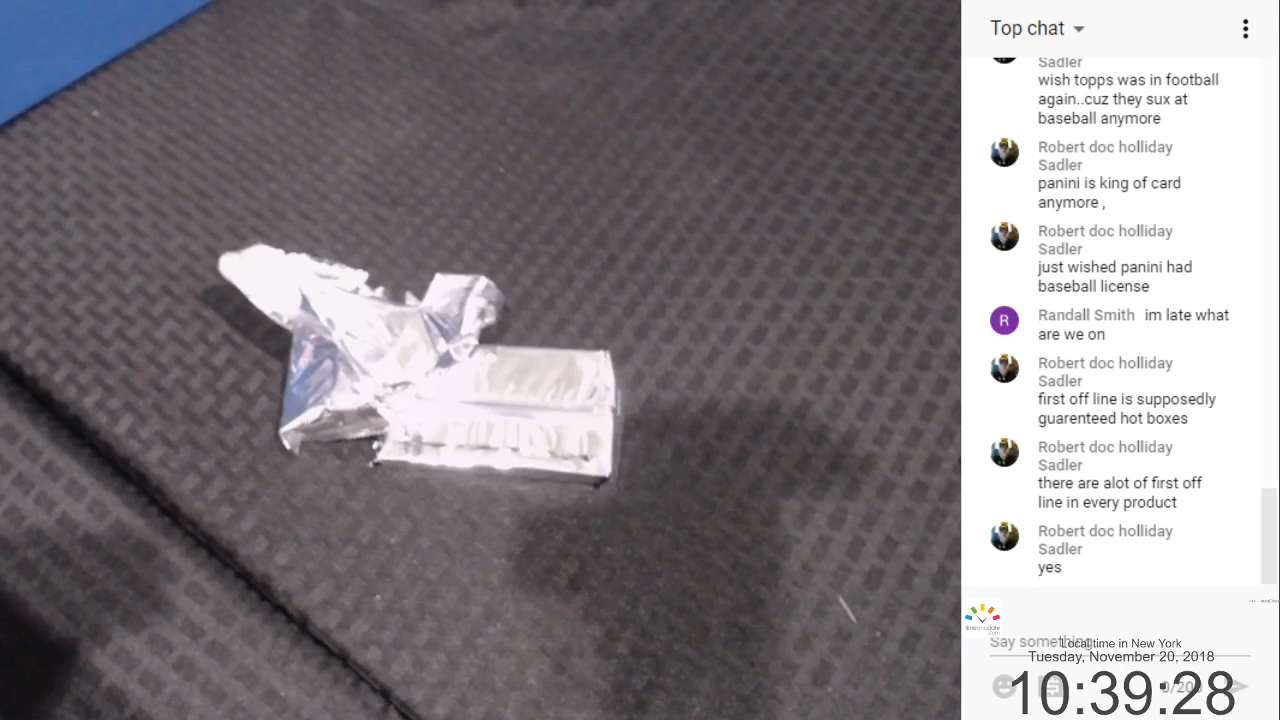 Top chat
Sadler
wish topps was in football
again..cuz they sux at
baseball anymore
Robert doc holliday
Sadler
panini is king of card
anymore ,
Robert doc holliday
Sadler
just wished panini had
baseball license
R
Randall Smith im late what
are we on
Robert doc holliday
Sadler
first off line is supposedly
guarenteed hot boxes
Robert doc holliday
Sadler
there are alot of first off
line in every product
Robert doc holliday
Sadler
yes
Say something...
Local time in New York
Tuesday, November 20, 2018
10:39:28